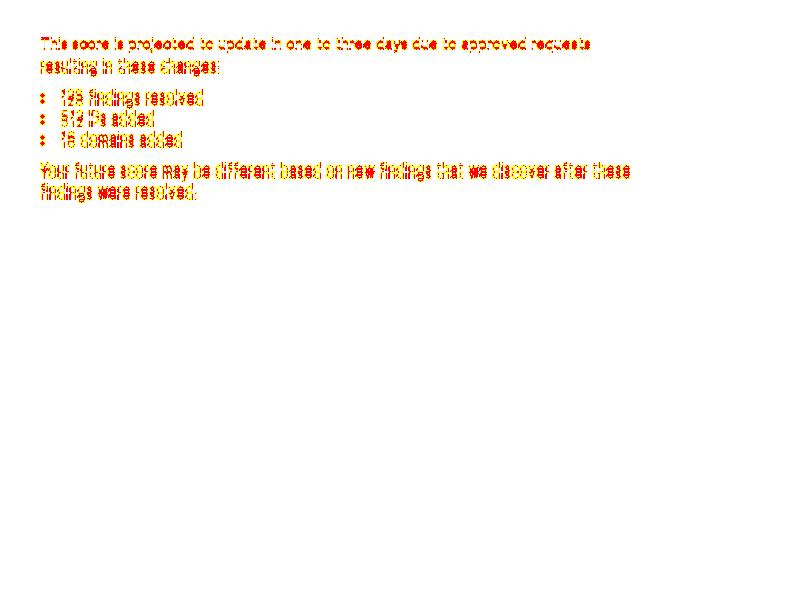 This score is projected to update in one to three days due to approved requests
resulting in these changes:
• 128 findings resolved
• 512 IPs added
• 16 domains added
Your future score may be different based on new findings that we discover after these
findings were resolved.